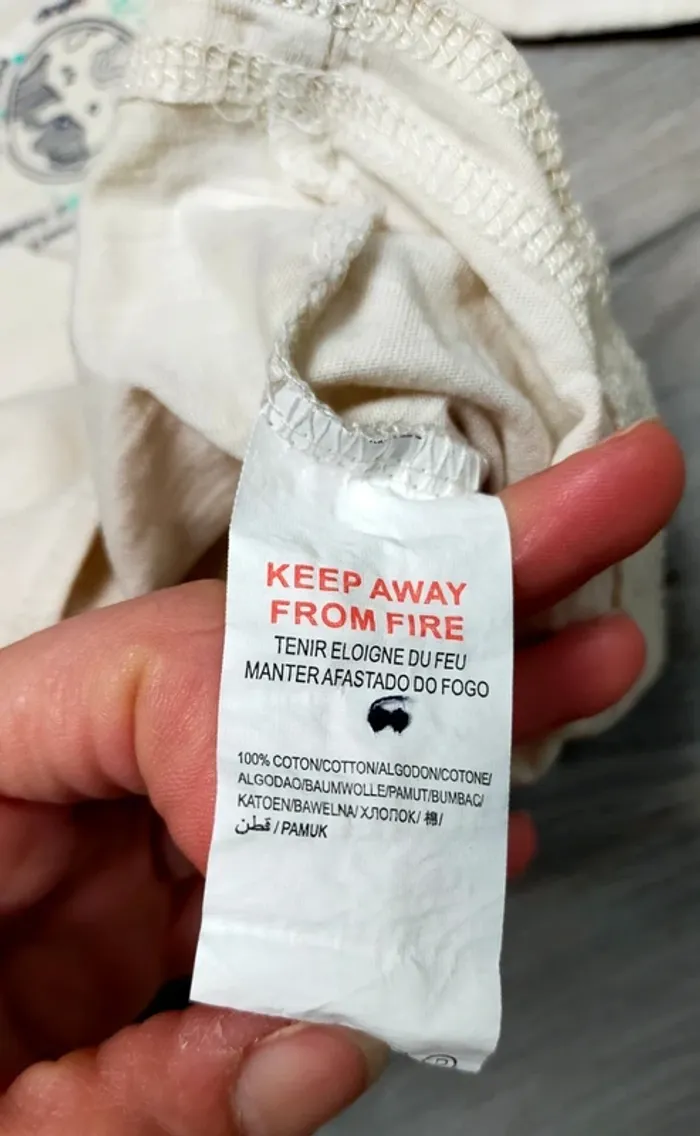 KEEP AWAY
FROM FIRE
TENIR ELOIGNE DU FEU
MANTER AFASTADO DO FOGO
100% COTON/COTTON/ALGODON/COTONE/
ALGODAO/BAUMWOLLE/PAMUT/BUMBAC/
KATOEN/BAWELNA/ХЛОПОК/棉/
قطن/PAMUK